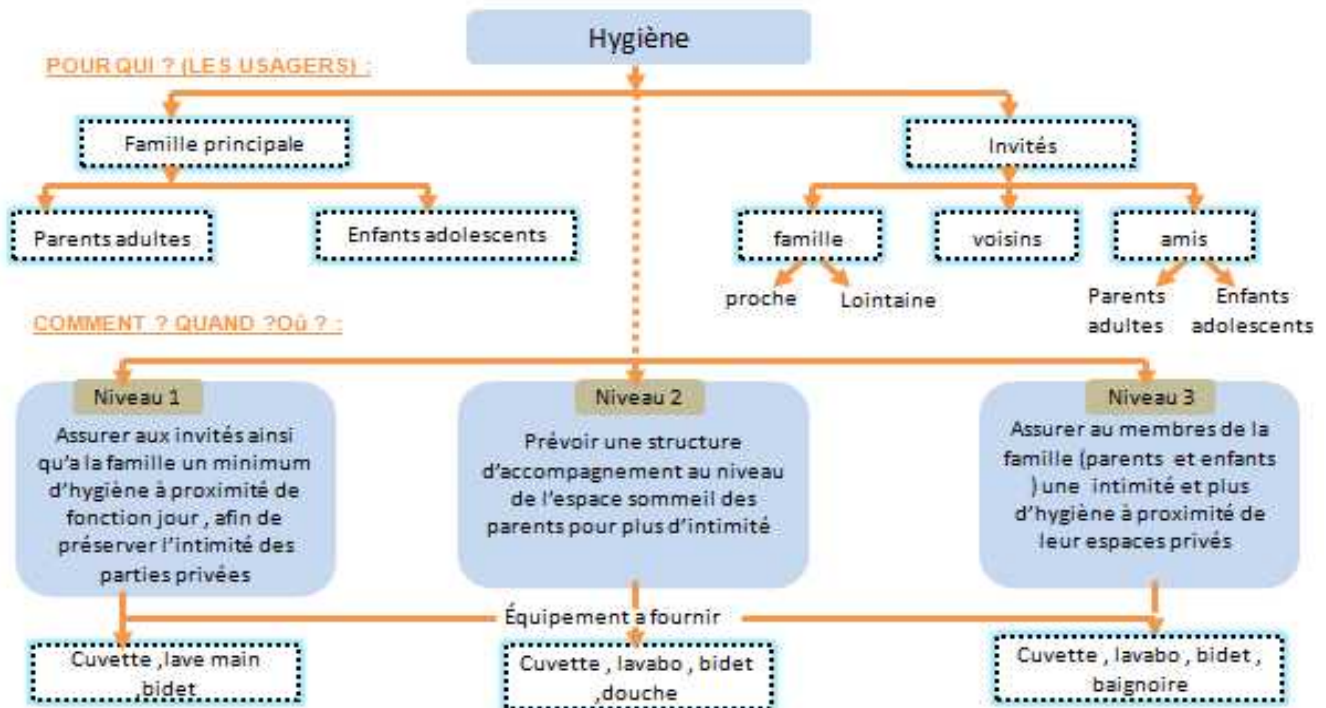 Hygiène
POUR QUI ? (LES USAGERS) :
Famille principale
Invités
Parents adultes
Enfants adolescents
famille
voisins
amis
proche
Lointaine
Parents
adultes
Enfants
adolescents
COMMENT ? QUAND ?Où ? :
Niveau 1
Assurer aux invités ainsi
qu'a la famille un minimum
d'hygiène à proximité de
fonction jour , afin de
préserver l'intimité des
parties privées
Niveau 2
Prévoir une structure
d'accompagnement au niveau
de l'espace sommeil des
parents pour plus d'intimité
Niveau 3
Assurer au membres de la
famille (parents et enfants
) une intimité et plus
d'hygiène à proximité de
leur espaces privés
Équipement a fournir
Cuvette ,lave main
,bidet
Cuvette , lavabo , bidet
,douche
Cuvette , lavabo , bidet ,
baignoire